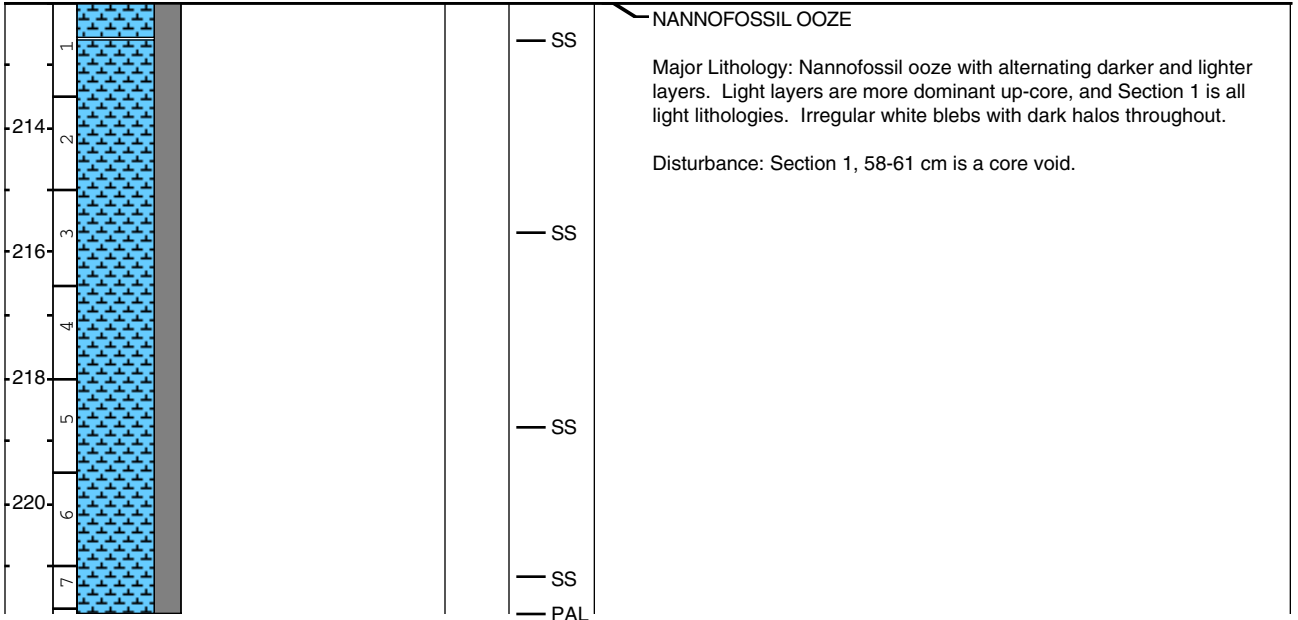 NANNOFOSSIL OOZE
Major Lithology: Nannofossil ooze with alternating darker and lighter
layers. Light layers are more dominant up-core, and Section 1 is all
light lithologies. Irregular white blebs with dark halos throughout.
Disturbance: Section 1, 58-61 cm is a core void.
1
SS
214
2
3
SS
216
4
218
5
SS
220
6
7
SS
PAL